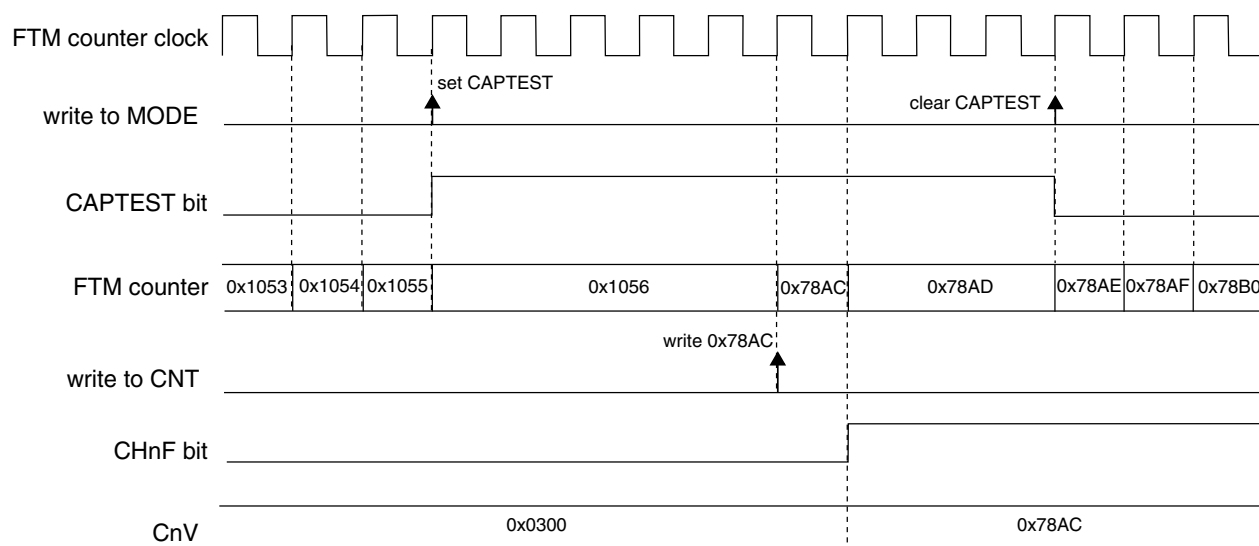 FTM counter clock
set CAPTEST
write to MODE
clear CAPTEST
CAPTEST bit
FTM counter
0x1053 0x1054 0x1055 0x1056 0x78AC 0x78AD 0x78AE 0x78AF 0x78B0
write 0x78AC
write to CNT
CHnF bit
CnV
0x0300 0x78AC